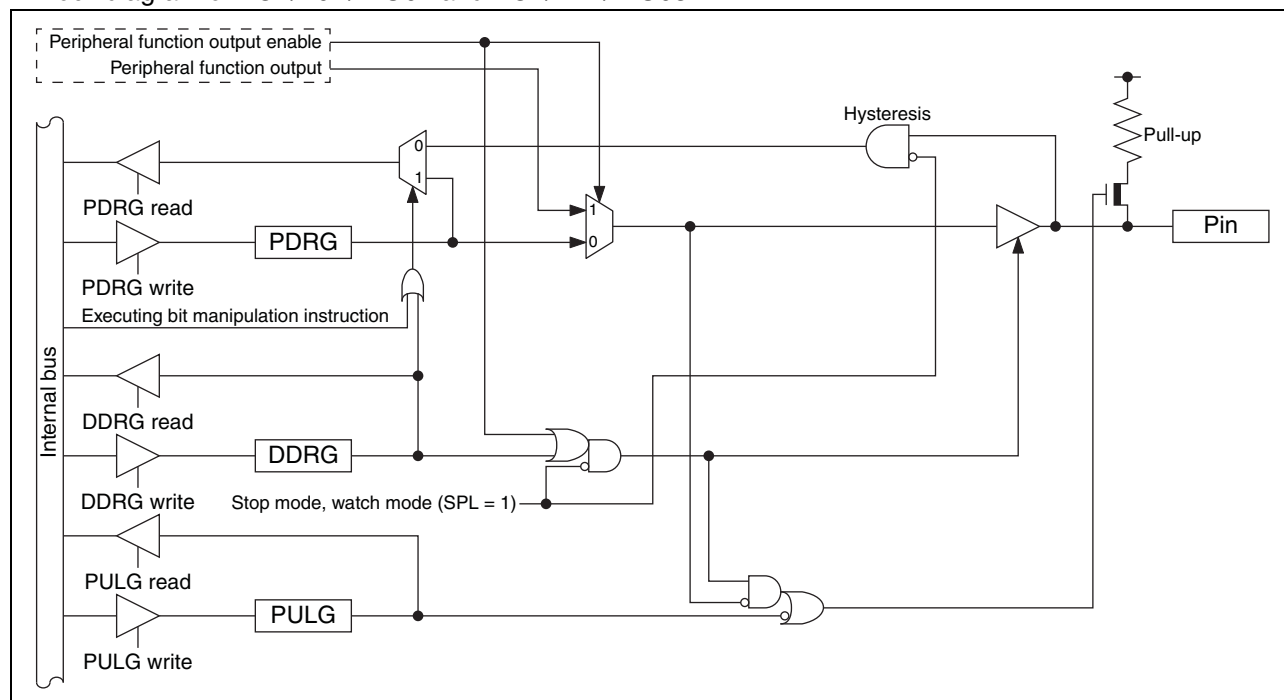 Peripheral function output enable
Peripheral function output
Hysteresis
Pull-up
0
1
PDRG read
1
PDRG
0
Pin
PDRG write
Executing bit manipulation instruction
Internal bus
DDRG read
DDRG
DDRG write
Stop mode, watch mode (SPL = 1)
PULG read
PULG
PULG write